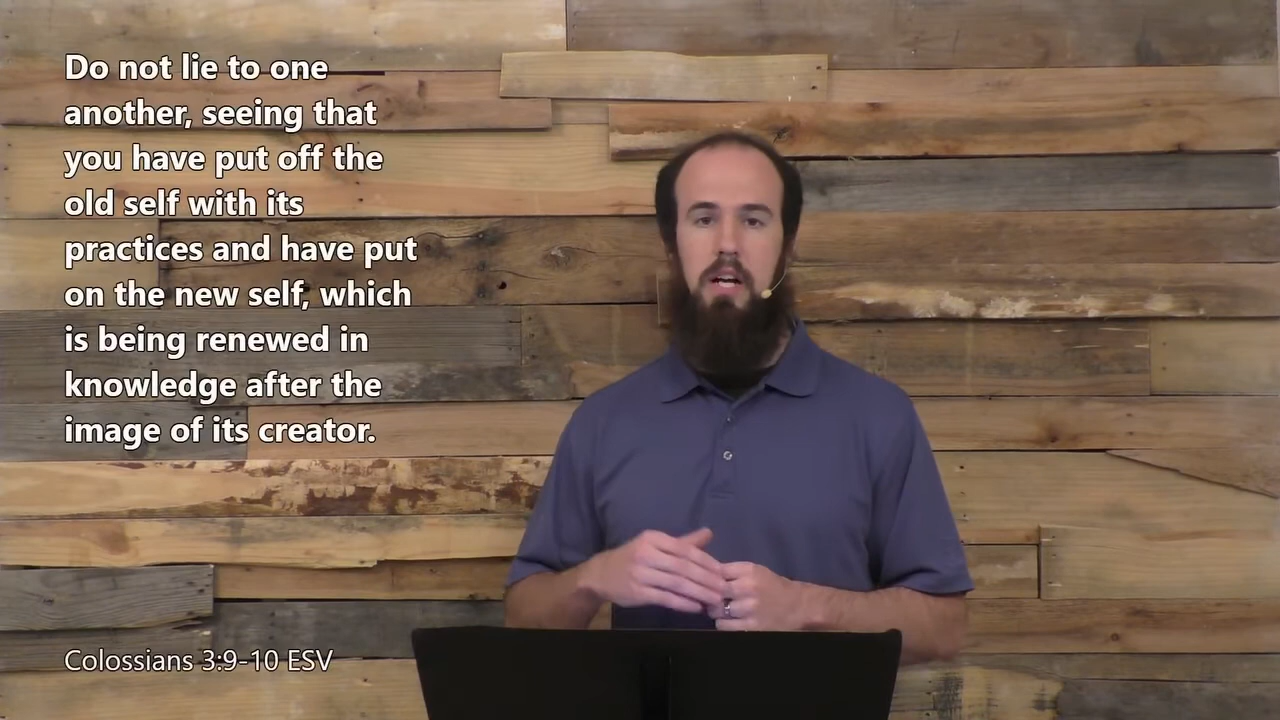 Do not lie to one
another, seeing that
you have put off the
old self with its
practices and have put
on the new self, which
is being renewed in
knowledge after the
image of its creator.
Colossians 3:9-10 ESV